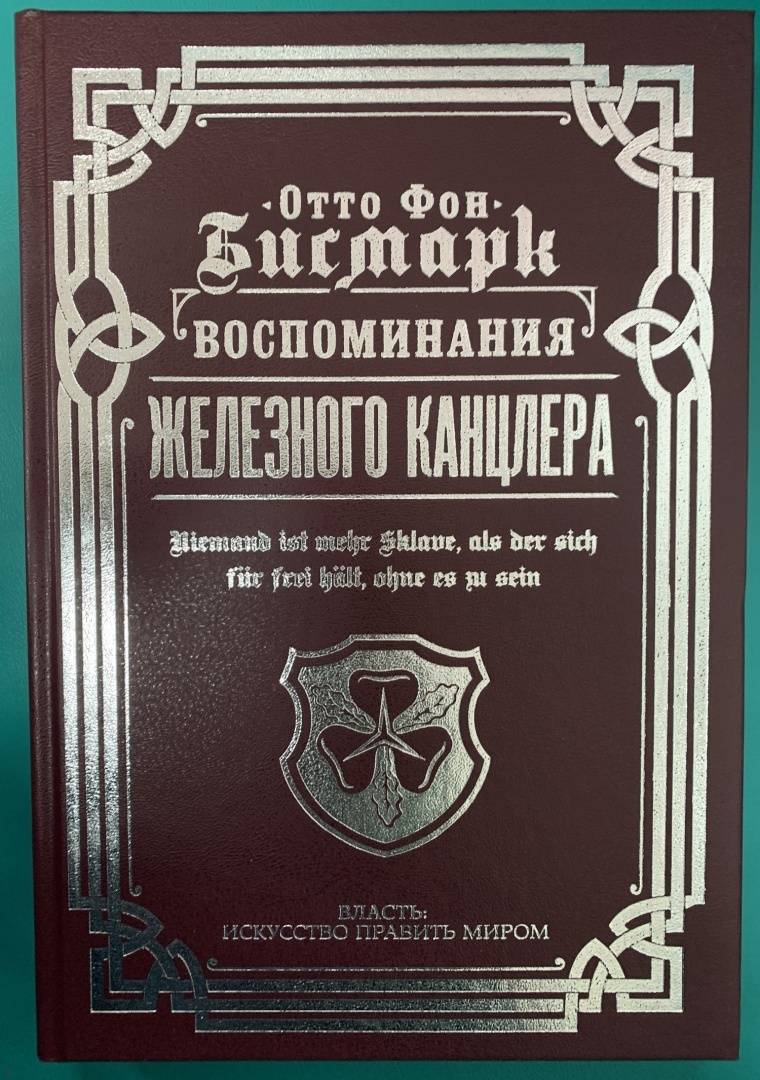 Отто Фон
Бисмарк
ВОСПОМИНАНИЯ
ЖЕЛЕЗНОГО КАНЦЛЕРА
Niemand ist mehr Sklave, als der sich
für frei hält, ohne es zu sein
ВЛАСТЬ:
ИСКУССТВО ПРАВИТЬ МИРОМ